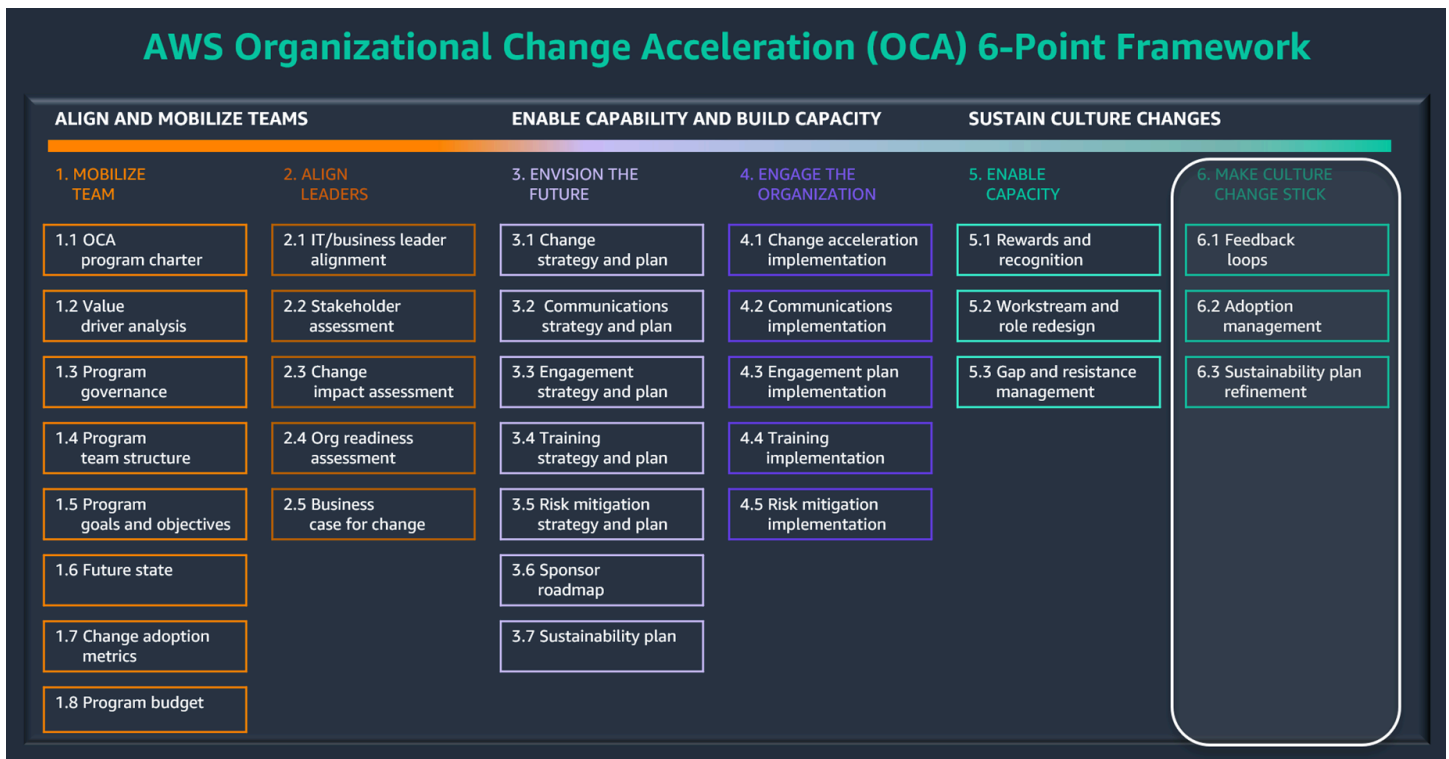 AWS Organizational Change Acceleration (OCA) 6-Point Framework
ALIGN AND MOBILIZE TEAMS
ENABLE CAPABILITY AND BUILD CAPACITY
SUSTAIN CULTURE CHANGES
1. MOBILIZE
TEAM
1.1 OCA
program charter
1.2 Value
driver analysis
1.3 Program
governance
1.4 Program
team structure
1.5 Program
goals and objectives
1.6 Future state
1.7 Change adoption
metrics
1.8 Program budget
2. ALIGN
LEADERS
2.1 IT/business leader
alignment
2.2 Stakeholder
assessment
2.3 Change
impact assessment
2.4 Org readiness
assessment
2.5 Business
case for change
3. ENVISION THE
FUTURE
3.1 Change
strategy and plan
3.2 Communications
strategy and plan
3.3 Engagement
strategy and plan
3.4 Training
strategy and plan
3.5 Risk mitigation
strategy and plan
3.6 Sponsor
roadmap
3.7 Sustainability plan
4. ENGAGE THE
ORGANIZATION
4.1 Change acceleration
implementation
4.2 Communications
implementation
4.3 Engagement plan
implementation
4.4 Training
implementation
4.5 Risk mitigation
implementation
5. ENABLE
CAPACITY
5.1 Rewards and
recognition
5.2 Workstream and
role redesign
5.3 Gap and resistance
management
6. MAKE CULTURE
CHANGE STICK
6.1 Feedback
loops
6.2 Adoption
management
6.3 Sustainability plan
refinement